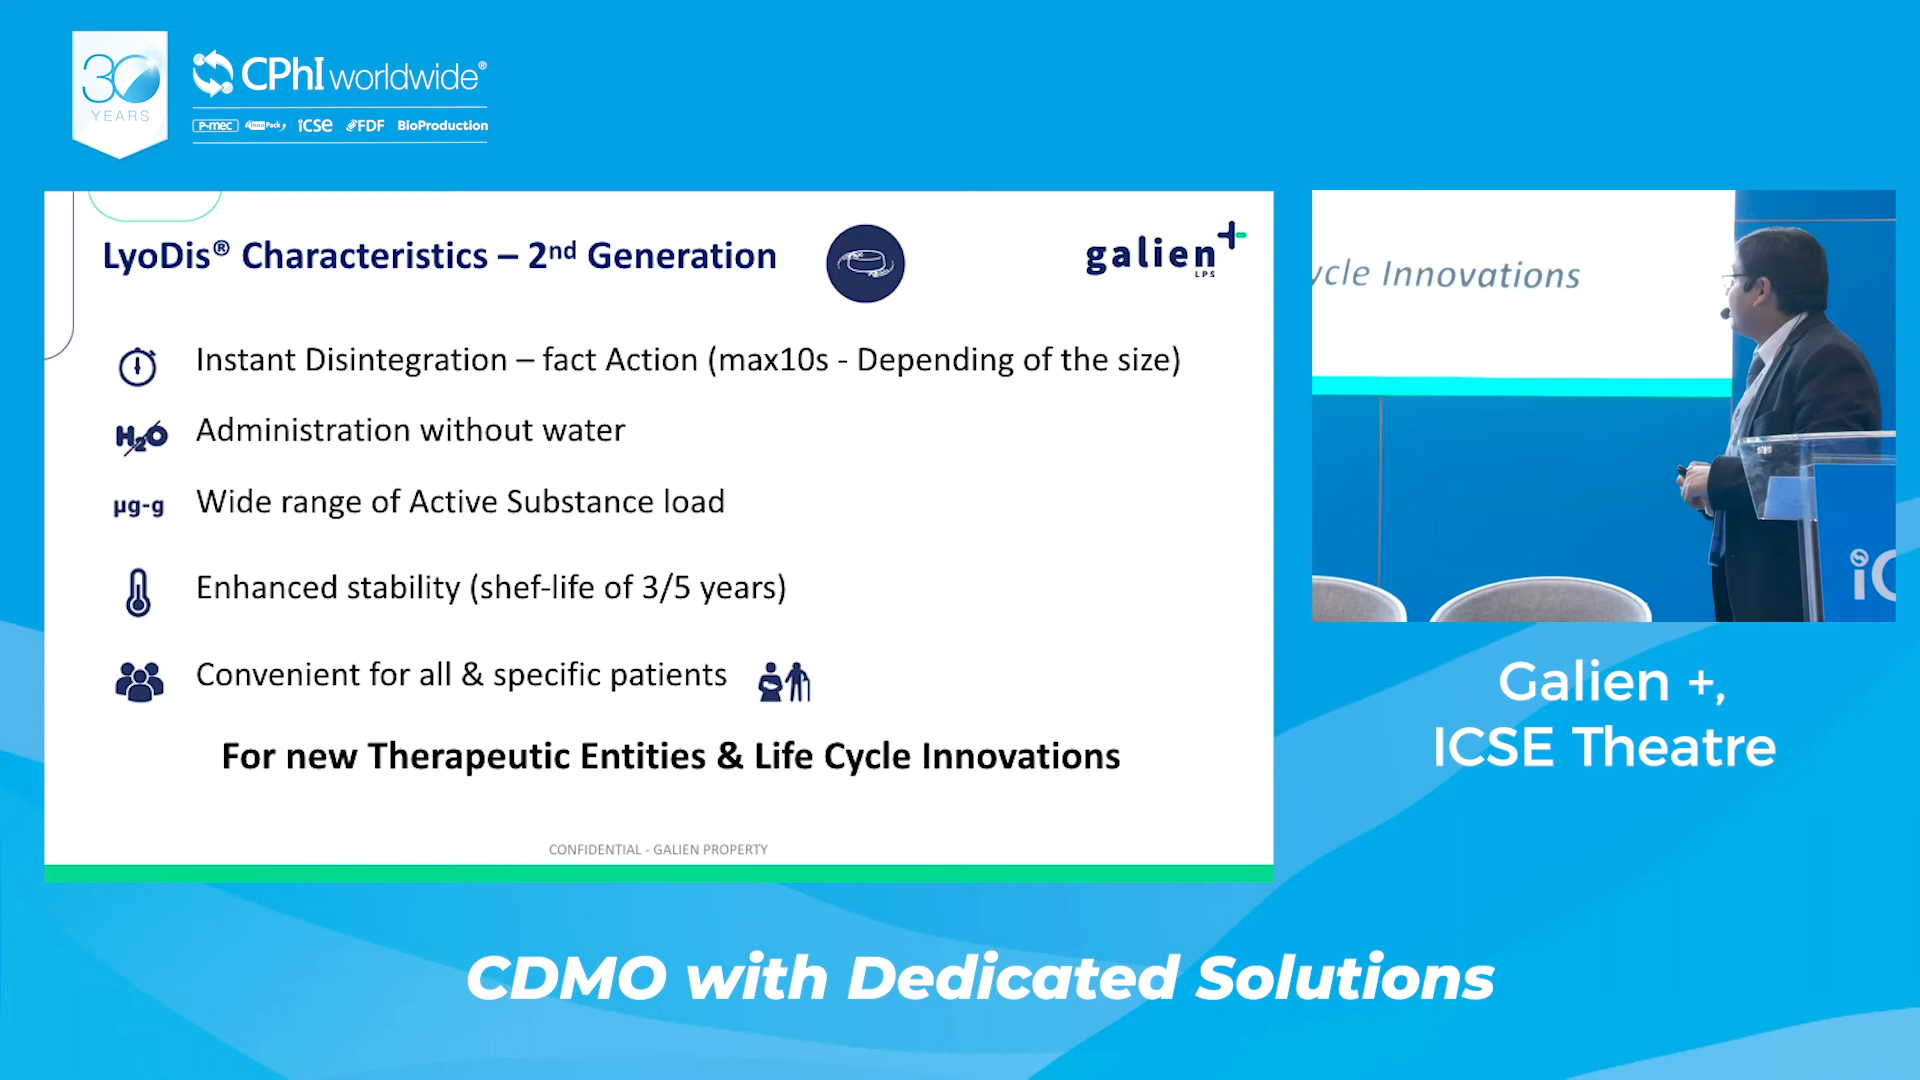 30
YEARS
CPhI worldwide®
P-mec InnoPack iCSE FDF BioProduction
LyoDis® Characteristics – 2nd Generation
galien+
LPS
Instant Disintegration – fact Action (max10s - Depending of the size)
H2O Administration without water
µg-g Wide range of Active Substance load
Enhanced stability (shef-life of 3/5 years)
Convenient for all & specific patients
For new Therapeutic Entities & Life Cycle Innovations
CONFIDENTIAL - GALIEN PROPERTY
ycle Innovations
iC
Galien +,
ICSE Theatre
CDMO with Dedicated Solutions